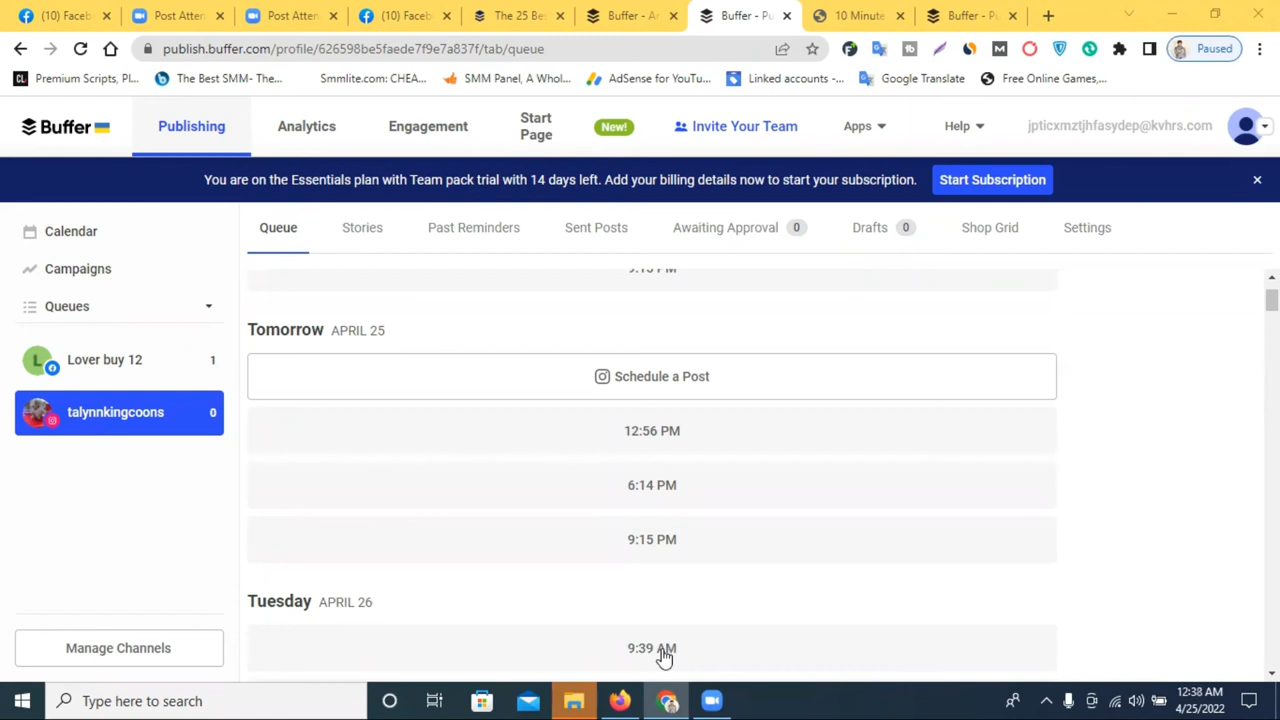 (10) Faceb
Post Atten
Post Atten
(10) Faceb
The 25 Be
Buffer - A
Buffer - Pu
10 Minute
Buffer - Pu
publish.buffer.com/profile/626598be5faede7f9e7a837f/tab/queue
Paused
Premium Scripts, Pl...
The Best SMM- The...
Smmlite.com: CHEA...
SMM Panel, A Whol...
AdSense for YouTu...
Linked accounts -...
Google Translate
Free Online Games,...
Buffer
Publishing
Analytics
Engagement
Start
Page
New!
Invite Your Team
Apps
Help
jpticxmztjhfasydep@kvhrs.com
You are on the Essentials plan with Team pack trial with 14 days left. Add your billing details now to start your subscription.
Start Subscription
Calendar
Campaigns
Queues
L Lover buy 12 1
talynnkingcoons 0
Manage Channels
Queue
Stories
Past Reminders
Sent Posts
Awaiting Approval 0
Drafts 0
Shop Grid
Settings
9:15 PM
Tomorrow APRIL 25
Schedule a Post
12:56 PM
6:14 PM
9:15 PM
Tuesday APRIL 26
9:39 AM
Type here to search
12:38 AM
4/25/2022